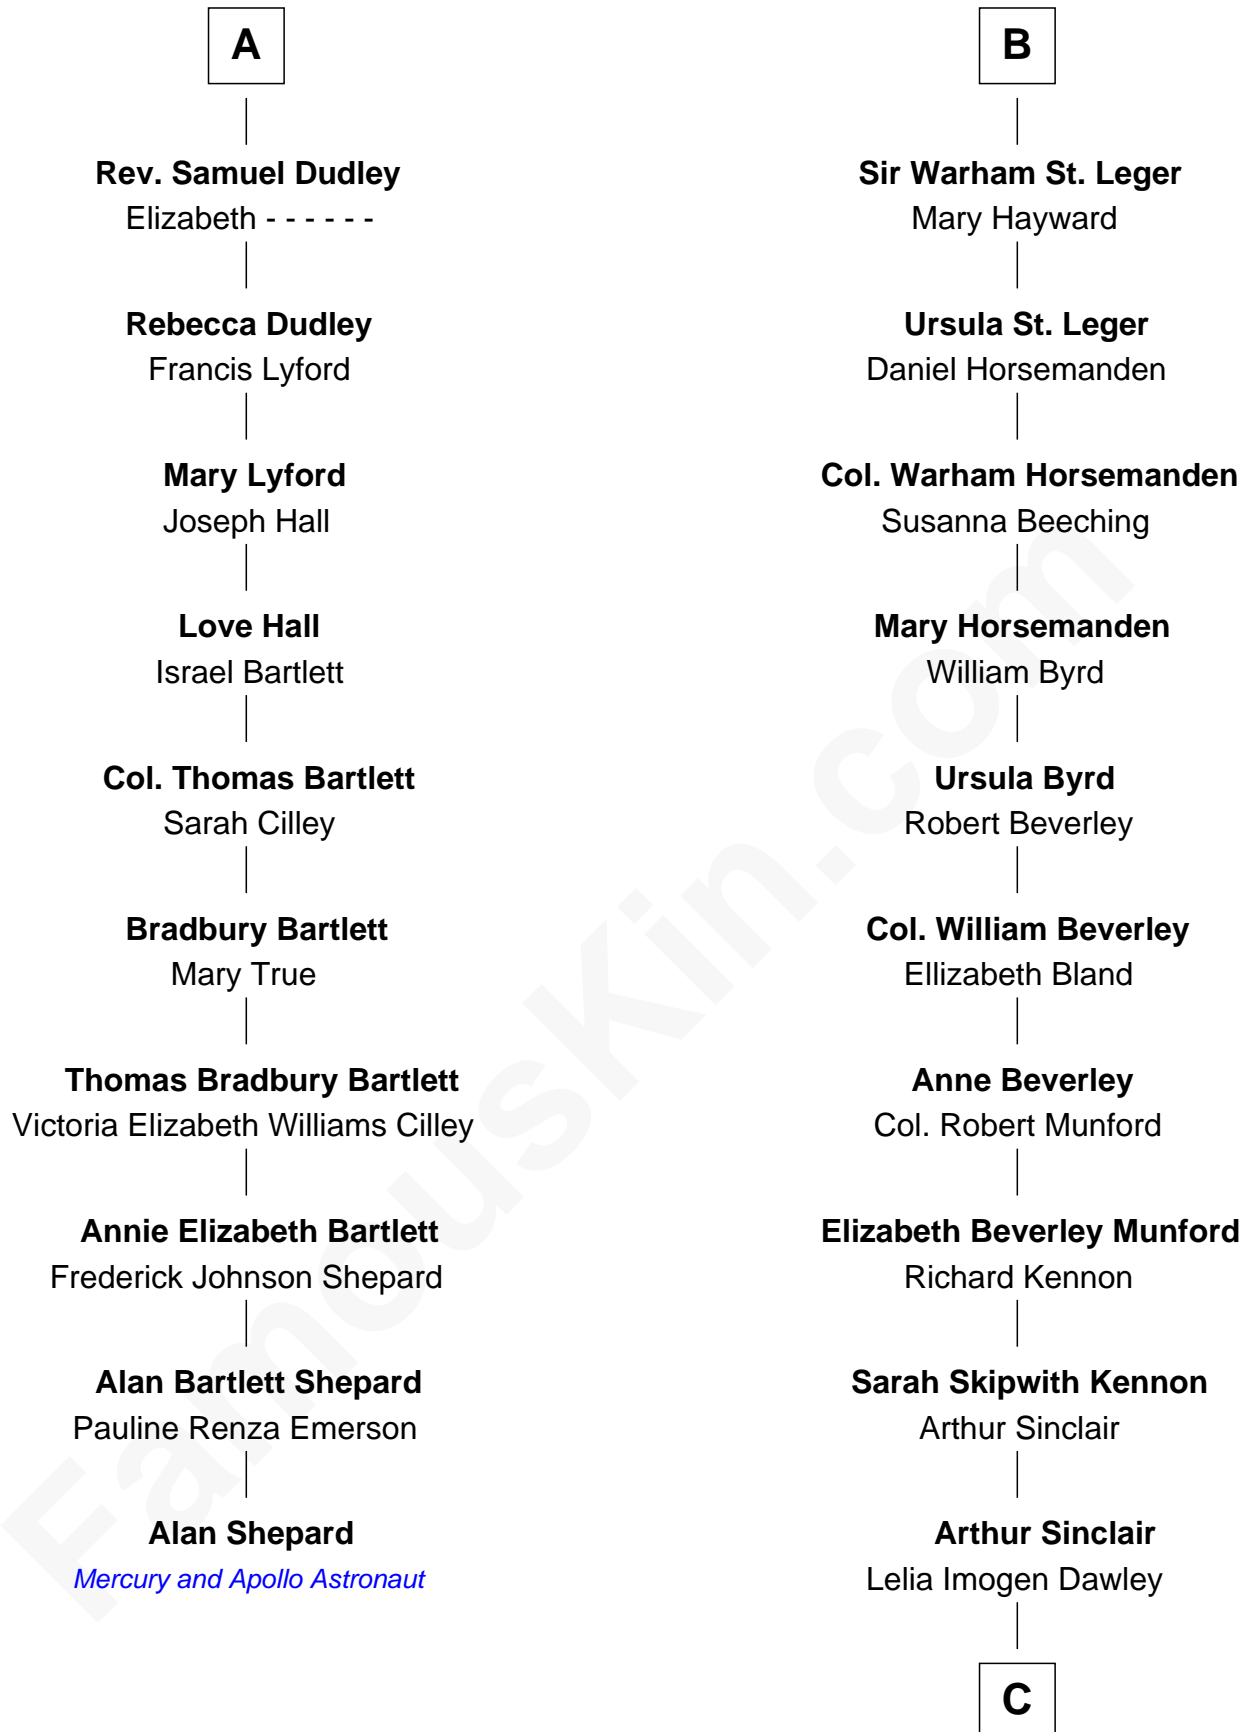 A
Rev. Samuel Dudley
Elizabeth - - - - - -
Rebecca Dudley
Francis Lyford
Mary Lyford
Joseph Hall
Love Hall
Israel Bartlett
Col. Thomas Bartlett
Sarah Cilley
Bradbury Bartlett
Mary True
Thomas Bradbury Bartlett
Victoria Elizabeth Williams Cilley
Annie Elizabeth Bartlett
Frederick Johnson Shepard
Alan Bartlett Shepard
Pauline Renza Emerson
Alan Shepard
Mercury and Apollo Astronaut
B
Sir Warham St. Leger
Mary Hayward
Ursula St. Leger
Daniel Horsemanden
Col. Warham Horsemanden
Susanna Beeching
Mary Horsemanden
William Byrd
Ursula Byrd
Robert Beverley
Col. William Beverley
Ellizabeth Bland
Anne Beverley
Col. Robert Munford
Elizabeth Beverley Munford
Richard Kennon
Sarah Skipwith Kennon
Arthur Sinclair
Arthur Sinclair
Lelia Imogen Dawley
C
FamousKin.com